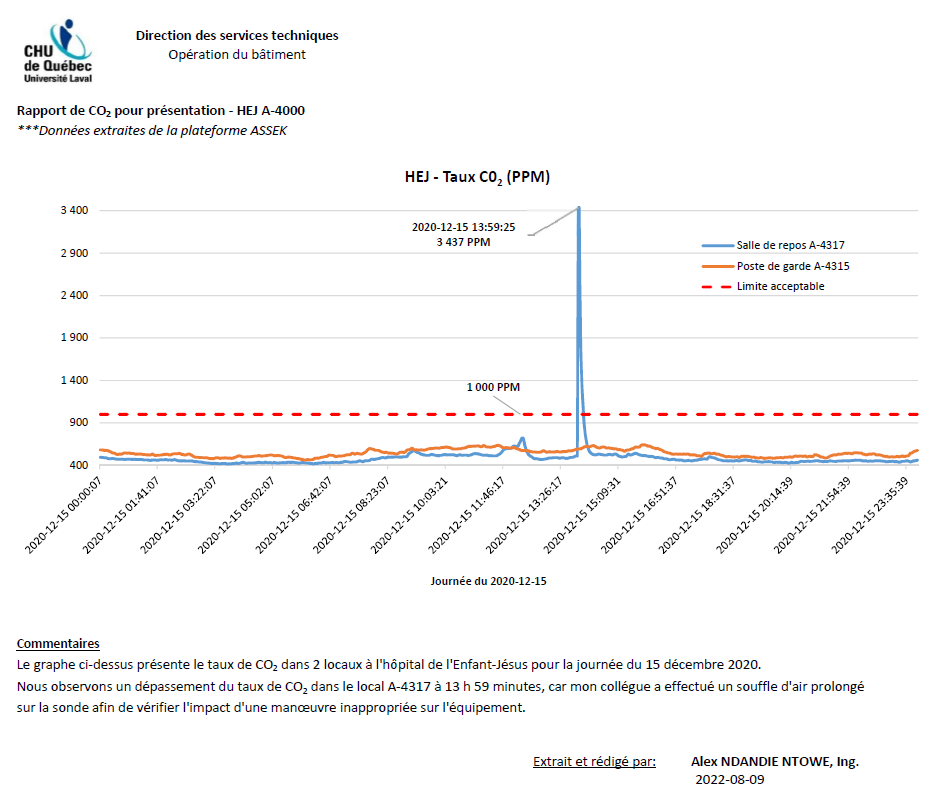 CHU
de Québec
Université Laval
Direction des services techniques
Opération du bâtiment
Rapport de CO₂ pour présentation - HEJ A-4000
***Données extraites de la plateforme ASSEK
HEJ - Taux C0₂ (PPM)
3 400
2 900
2 400
1 900
1 400
900
400
2020-12-15 13:59:25
3 437 PPM
1 000 PPM
Salle de repos A-4317
Poste de garde A-4315
Limite acceptable
2020-12-15 00:00:07
2020-12-15 01:41:07
2020-12-15 03:22:07
2020-12-15 05:02:07
2020-12-15 06:42:07
2020-12-15 08:23:07
2020-12-15 10:03:21
2020-12-15 11:46:17
2020-12-15 13:26:17
2020-12-15 15:09:31
2020-12-15 16:51:37
2020-12-15 18:31:37
2020-12-15 20:14:39
2020-12-15 21:54:39
2020-12-15 23:35:39
Journée du 2020-12-15
Commentaires
Le graphe ci-dessus présente le taux de CO₂ dans 2 locaux à l'hôpital de l'Enfant-Jésus pour la journée du 15 décembre 2020.
Nous observons un dépassement du taux de CO₂ dans le local A-4317 à 13 h 59 minutes, car mon collégue a effectué un souffle d'air prolongé
sur la sonde afin de vérifier l'impact d'une manœuvre inappropriée sur l'équipement.
Extrait et rédigé par: Alex NDANDIE NTOWE, Ing.
2022-08-09